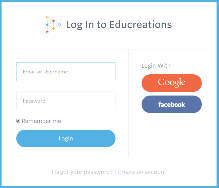 Log In to Educreations
Email or Username
Password
Remember me
Login
Login With
Google
facebook
Forgot your password? | Create an account